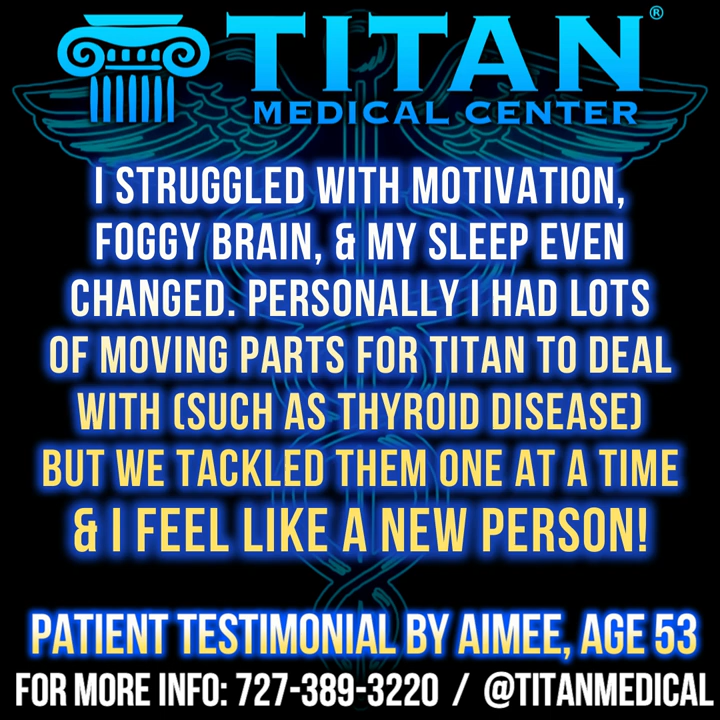 TITAN®
MEDICAL CENTER
I STRUGGLED WITH MOTIVATION,
FOGGY BRAIN, & MY SLEEP EVEN
CHANGED. PERSONALLY I HAD LOTS
OF MOVING PARTS FOR TITAN TO DEAL
WITH (SUCH AS THYROID DISEASE)
BUT WE TACKLED THEM ONE AT A TIME
& I FEEL LIKE A NEW PERSON!
PATIENT TESTIMONIAL BY AIMEE, AGE 53
FOR MORE INFO: 727-389-3220 / @TITANMEDICAL